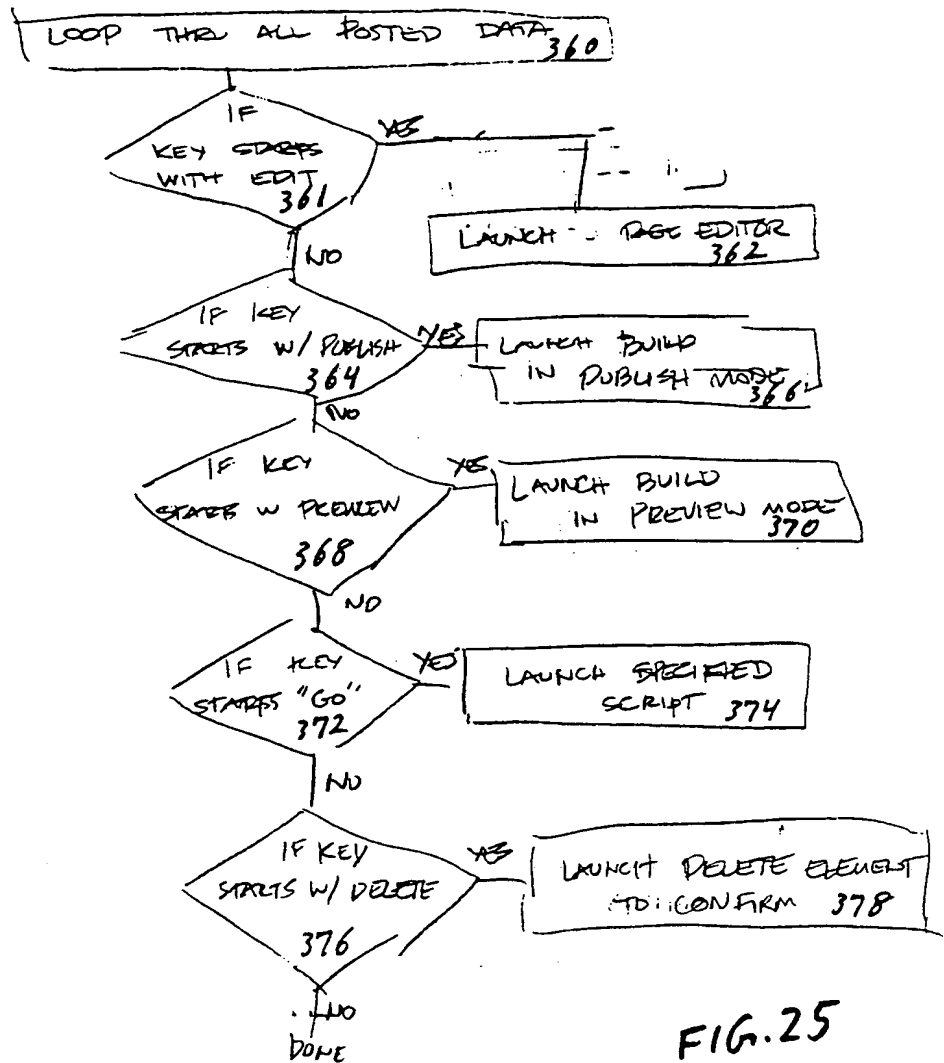 LOOP THRU ALL POSTED DATA
360
IF
KEY STARTS
WITH EDIT
361
YES
LAUNCH PAGE EDITOR
362
NO
IF KEY
STARTS W/ PUBLISH
364
YES
LAUNCH BUILD
IN PUBLISH MODE
366
NO
IF KEY
STARTS W PREVIEW
368
YES
LAUNCH BUILD
IN PREVIEW MODE
370
NO
IF KEY
STARTS "GO"
372
YES
LAUNCH SPECIFIED
SCRIPT 374
NO
IF KEY
STARTS W/ DELETE
376
YES
LAUNCH DELETE ELEMENT
TO CONFIRM 378
NO
DONE
FIG.25